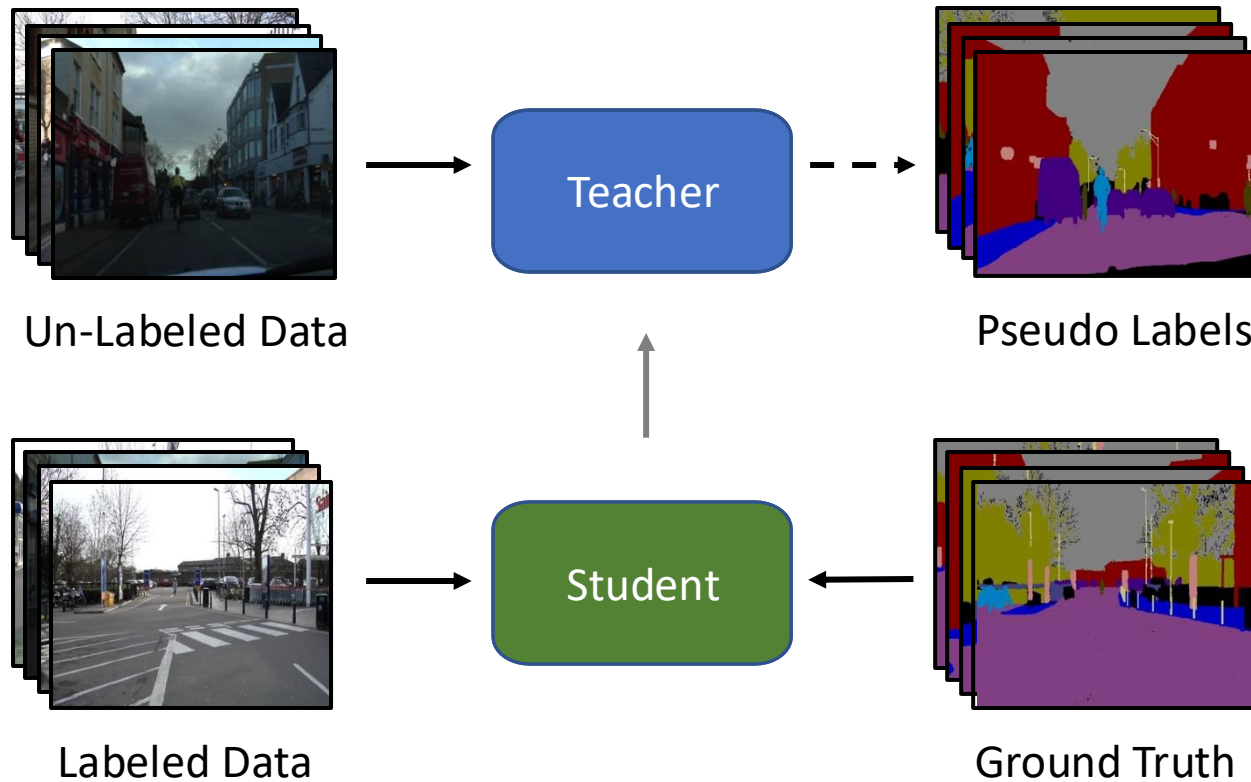 Teacher
Un-Labeled Data
Pseudo Labels
Student
Labeled Data
Ground Truth